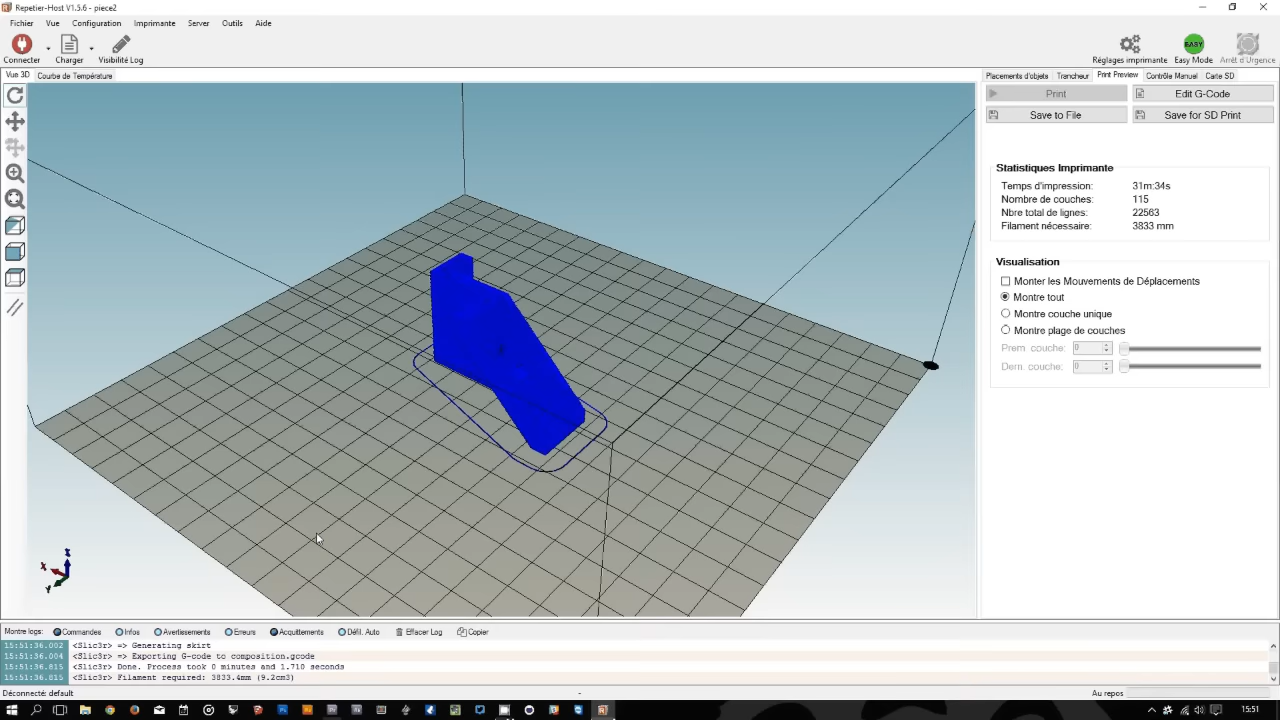 Repetier-Host V1.5.6 - piece2
Fichier Vue Configuration Imprimante Server Outils Aide
Connecter Charger Visibilité Log Réglages imprimante EASY Easy Mode Arrêt d'Urgence
Vue 3D Courbe de Température
Placements d'objets Trancheur Print Preview Contrôle Manuel Carte SD
Print Edit G-Code
Save to File Save for SD Print
Statistiques Imprimante
Temps d'impression: 31m:34s
Nombre de couches: 115
Nbre total de lignes: 22563
Filament nécessaire: 3833 mm
Visualisation
Monter les Mouvements de Déplacements
Montre tout
Montre couche unique
Montre plage de couches
Prem. couche: 0
Dern. couche: 0
Z
X
Y
Montre logs: Commandes Infos Avertissements Erreurs Acquittements Défil. Auto Effacer Log Copier
15:51:36.002 <Slic3r> => Generating skirt
15:51:36.004 <Slic3r> => Exporting G-code to composition.gcode
15:51:36.815 <Slic3r> Done. Process took 0 minutes and 1.710 seconds
15:51:36.815 <Slic3r> Filament required: 3833.4mm (9.2cm3)
Déconnecté: default - Au repos
15:51